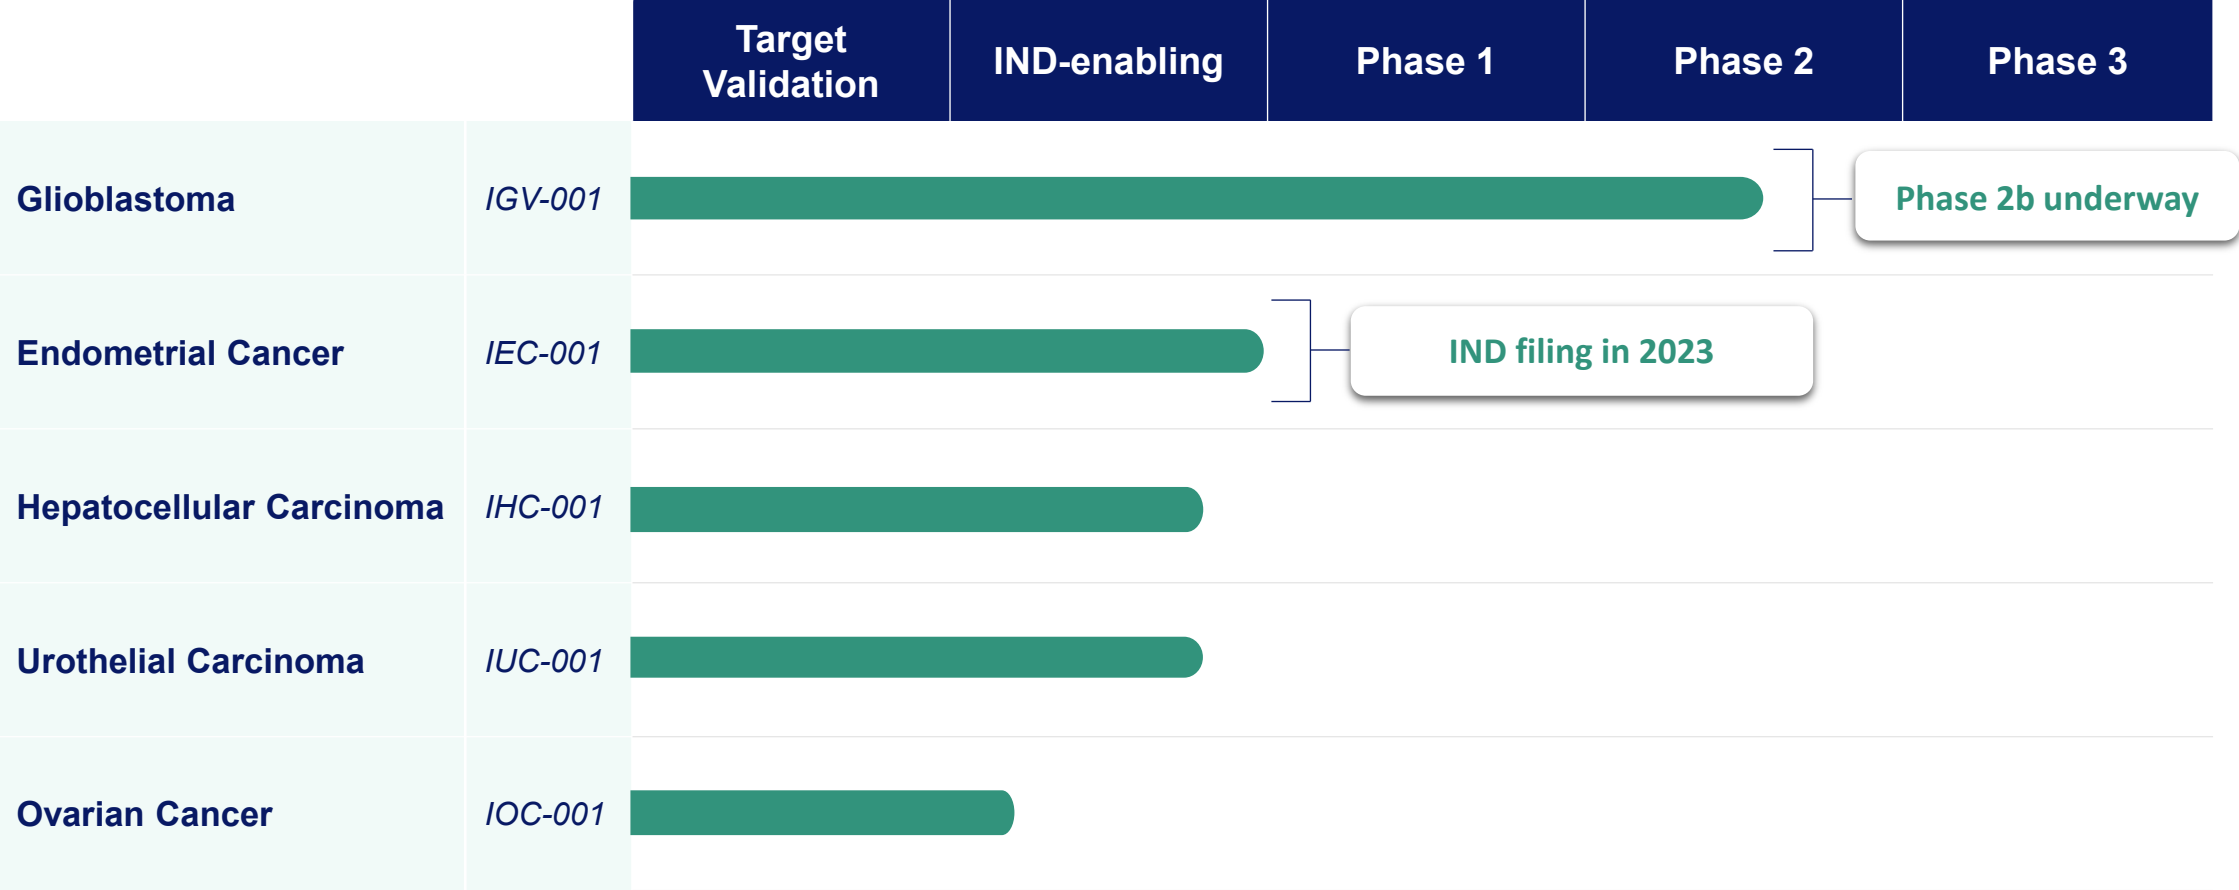 Target
Validation
IND-enabling
Phase 1
Phase 2
Phase 3
Glioblastoma
IGV-001
Phase 2b underway
Endometrial Cancer
IEC-001
IND filing in 2023
Hepatocellular Carcinoma
IHC-001
Urothelial Carcinoma
IUC-001
Ovarian Cancer
IOC-001